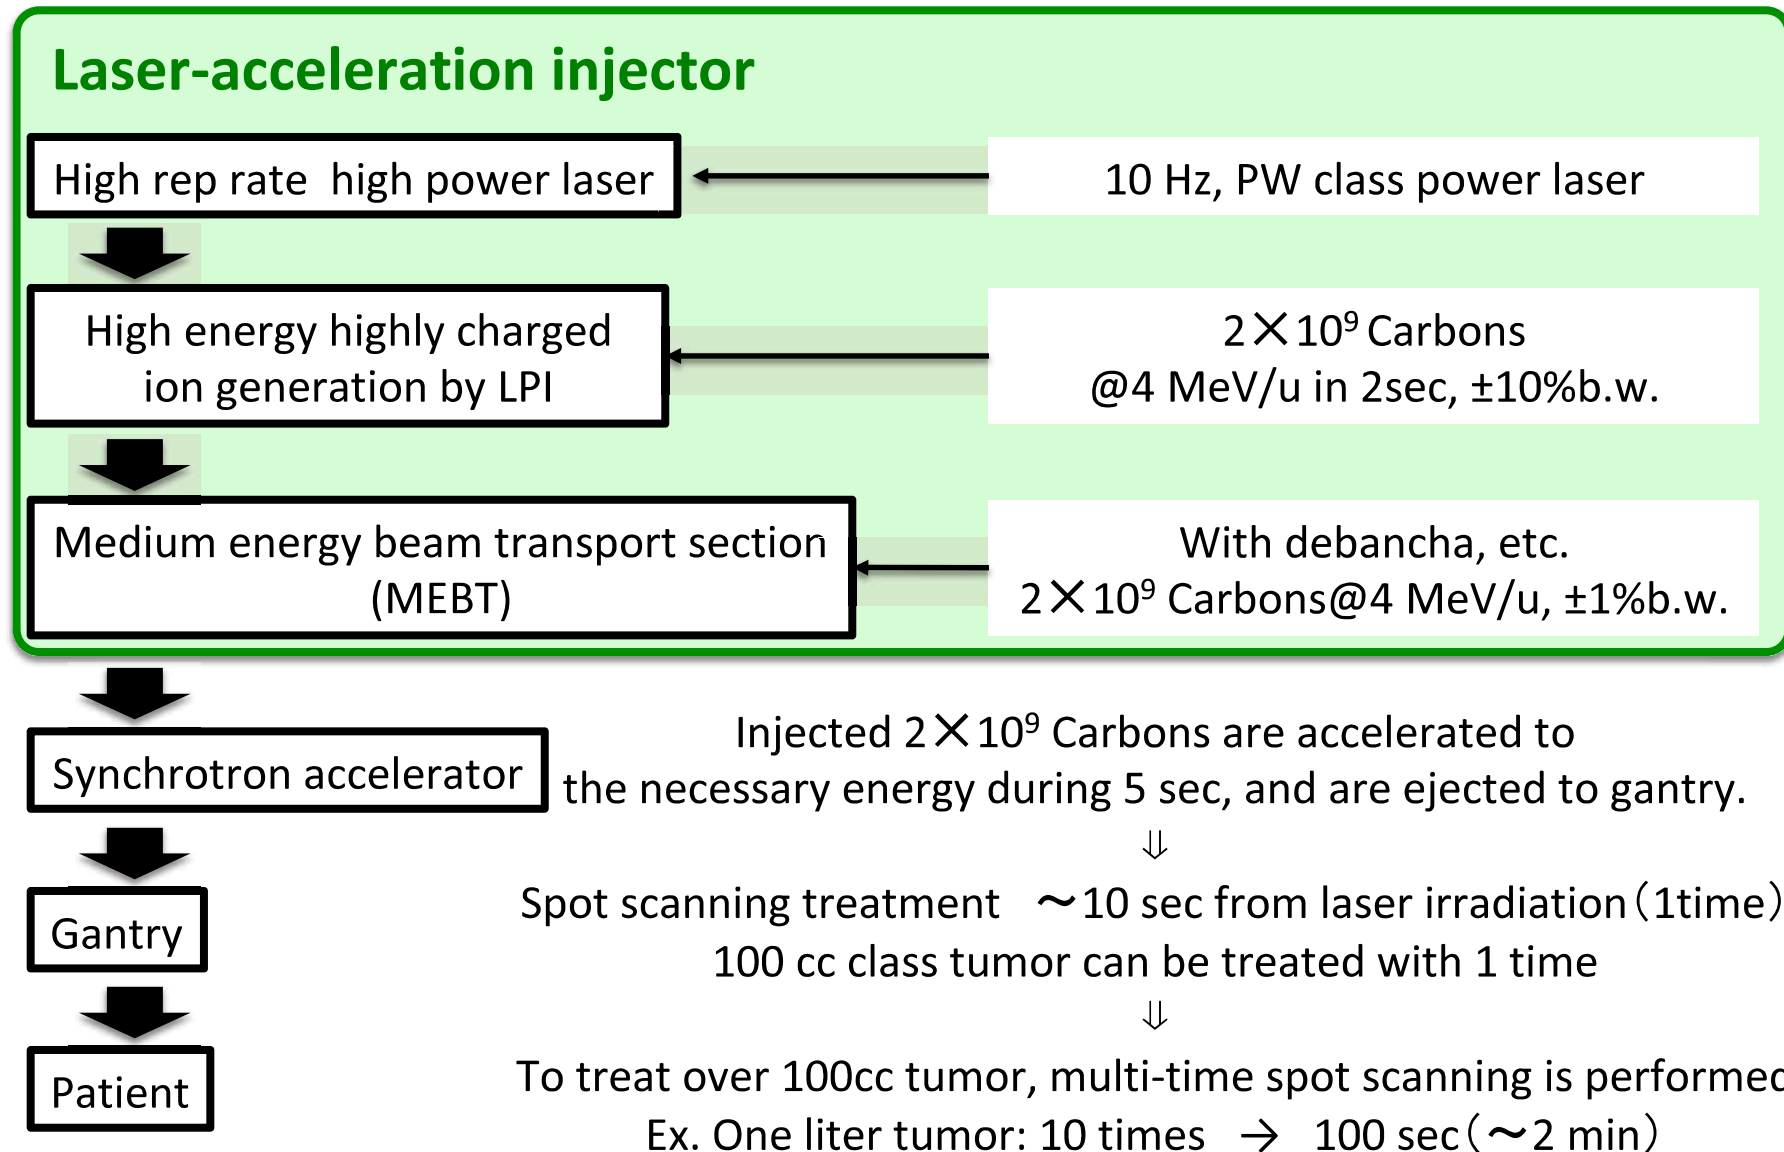 Laser-acceleration injector
High rep rate high power laser
10 Hz, PW class power laser
High energy highly charged
ion generation by LPI
2×10⁹ Carbons
@4 MeV/u in 2sec, ±10%b.w.
Medium energy beam transport section
(MEBT)
With debancha, etc.
2×10⁹ Carbons@4 MeV/u, ±1%b.w.
Synchrotron accelerator
Injected 2×10⁹ Carbons are accelerated to
the necessary energy during 5 sec, and are ejected to gantry.
⇓
Gantry
Spot scanning treatment ～10 sec from laser irradiation（1time）
100 cc class tumor can be treated with 1 time
⇓
Patient
To treat over 100cc tumor, multi-time spot scanning is performed
Ex. One liter tumor: 10 times → 100 sec（～2 min）